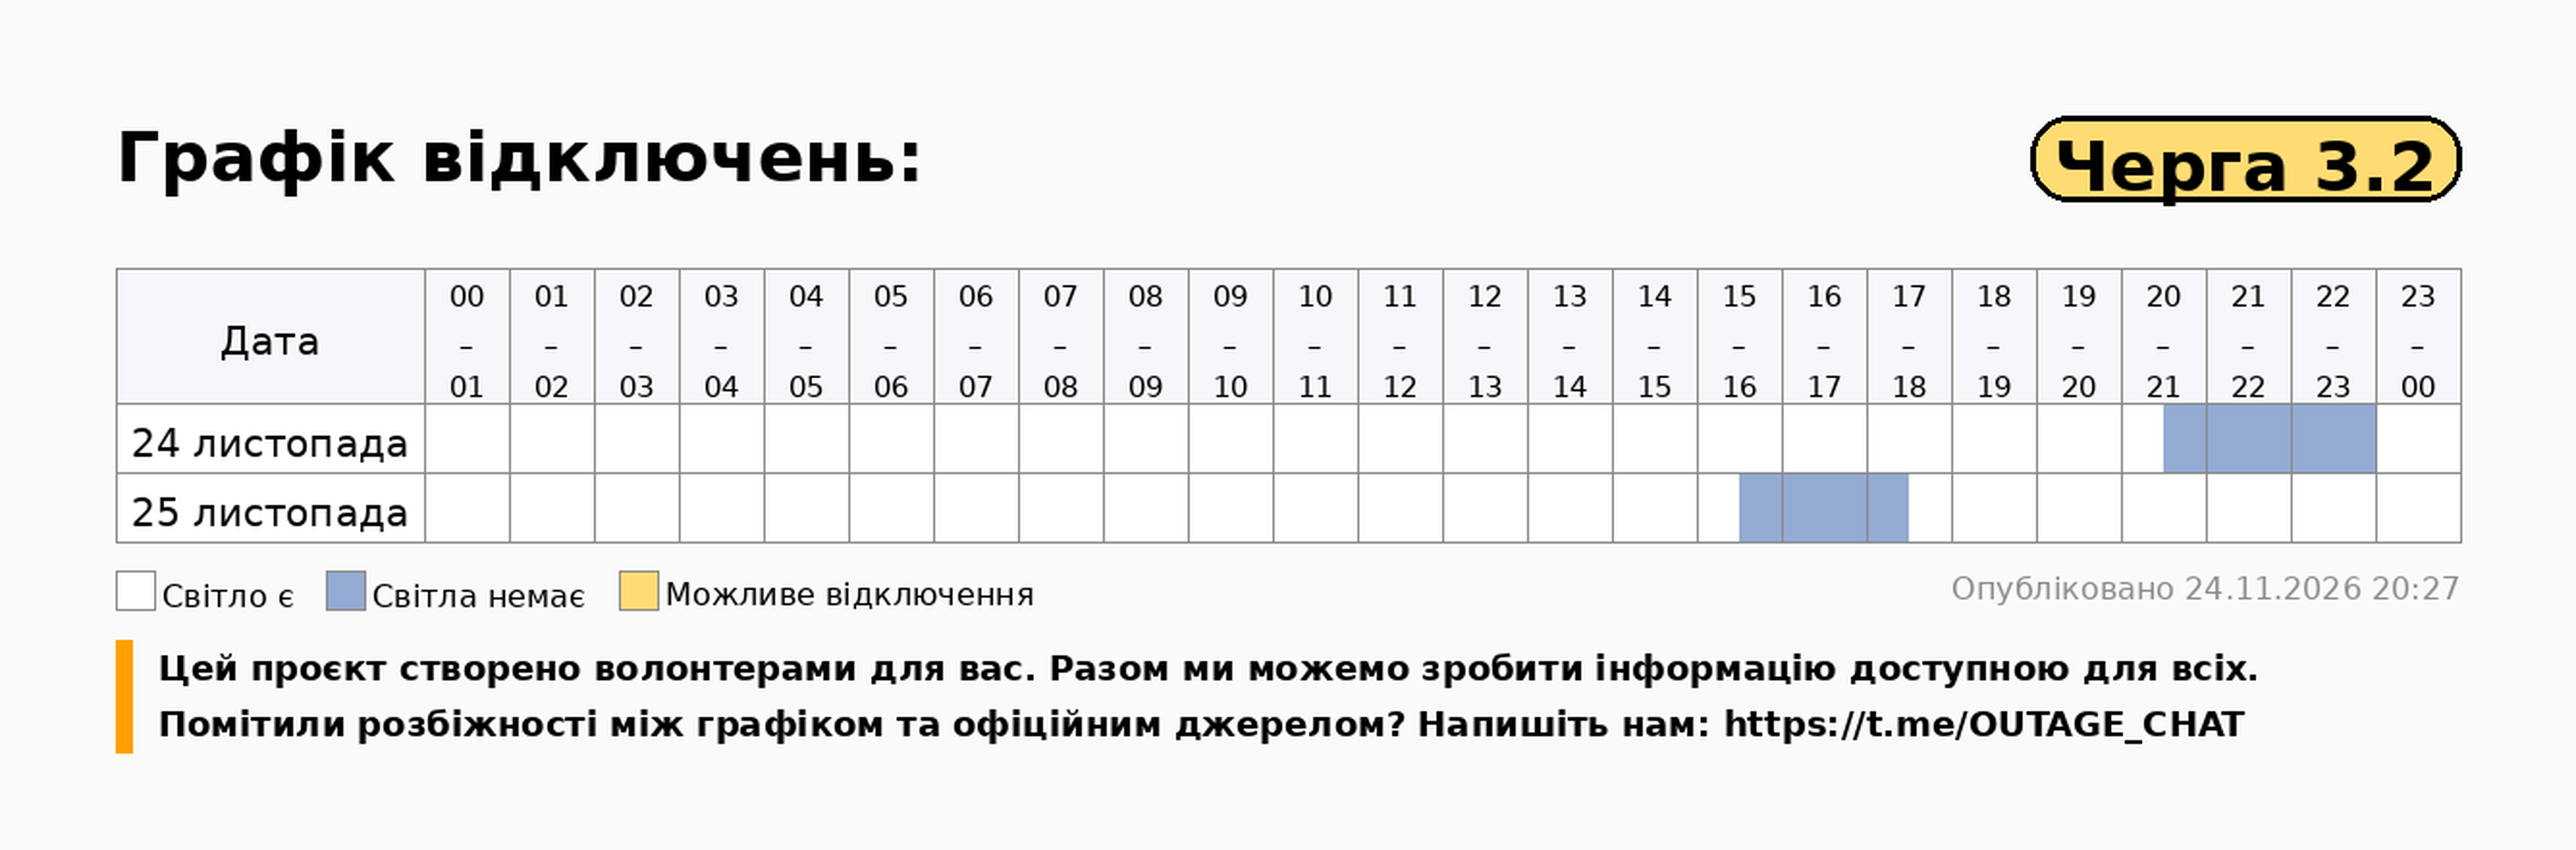 Графік відключень:
Черга 3.2
Дата
00 – 01
01 – 02
02 – 03
03 – 04
04 – 05
05 – 06
06 – 07
07 – 08
08 – 09
09 – 10
10 – 11
11 – 12
12 – 13
13 – 14
14 – 15
15 – 16
16 – 17
17 – 18
18 – 19
19 – 20
20 – 21
21 – 22
22 – 23
23 – 00
24 листопада
25 листопада
Світло є
Світла немає
Можливе відключення
Опубліковано 24.11.2026 20:27
Цей проєкт створено волонтерами для вас. Разом ми можемо зробити інформацію доступною для всіх.
Помітили розбіжності між графіком та офіційним джерелом? Напишіть нам: https://t.me/OUTAGE_CHAT